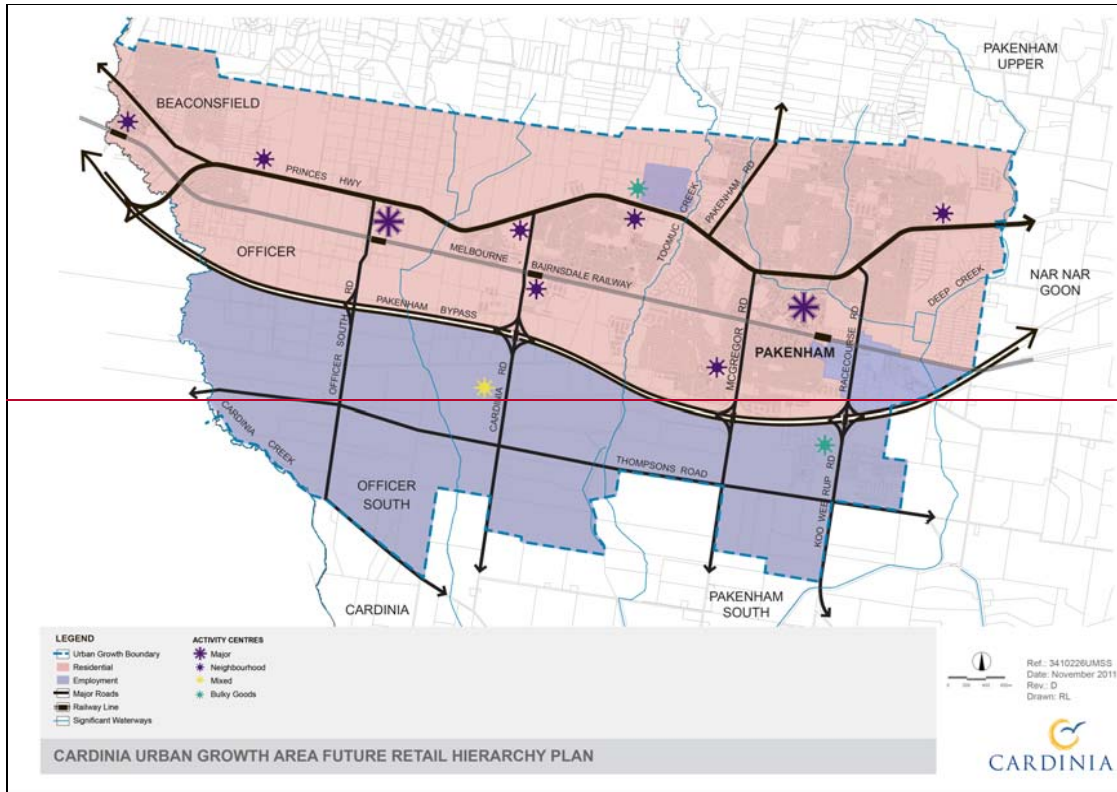 PAKENHAM
UPPER
BEACONSFIELD
PRINCES HWY
PAKENHAM RD
TOOMUC CREEK
OFFICER
MELBOURNE - BAIRNSDALE RAILWAY
NAR NAR
GOON
DEEP CREEK
OFFICER SOUTH RD
PAKENHAM BYPASS
CARDINIA RD
MCGREGOR RD
PAKENHAM
RACECOURSE RD
CARDINIA CREEK
THOMPSONS ROAD
OFFICER
SOUTH
KOO WEE RUP RD
CARDINIA
PAKENHAM
SOUTH
LEGEND
Urban Growth Boundary
Residential
Employment
Major Roads
Railway Line
Significant Waterways
ACTIVITY CENTRES
Major
Neighbourhood
Mixed
Bulky Goods
Ref.: 3410226UMSS
Date: November 2011
Rev.: D
Drawn: RL
CARDINIA URBAN GROWTH AREA FUTURE RETAIL HIERARCHY PLAN
CARDINIA